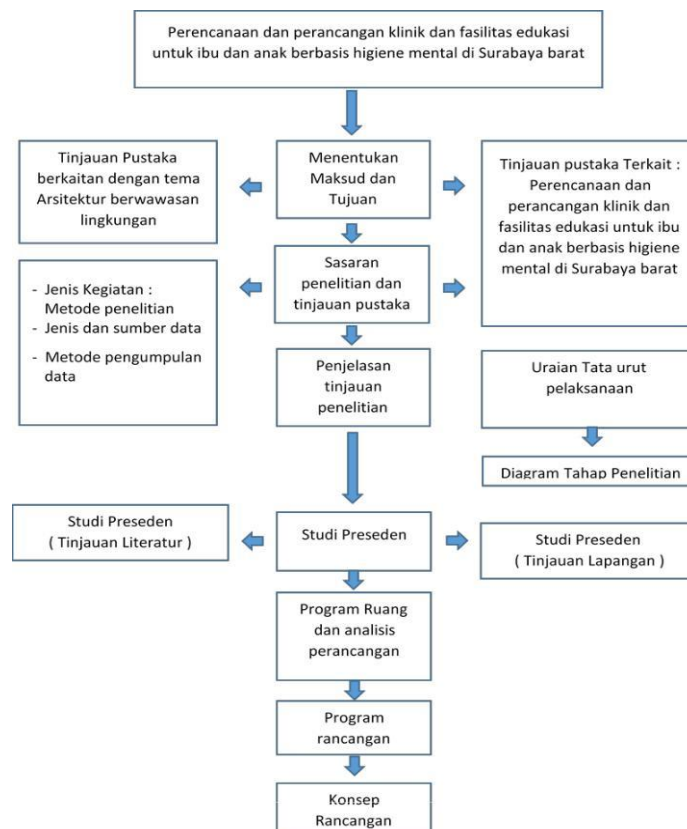 Perencanaan dan perancangan klinik dan fasilitas edukasi
untuk ibu dan anak berbasis higiene mental di Surabaya barat
Tinjauan Pustaka
berkaitan dengan tema
Arsitektur berwawasan
lingkungan
Menentukan
Maksud dan
Tujuan
Tinjauan pustaka Terkait :
Perencanaan dan
perancangan klinik dan
fasilitas edukasi untuk ibu
dan anak berbasis higiene
mental di Surabaya barat
- Jenis Kegiatan :
Metode penelitian
- Jenis dan sumber data
- Metode pengumpulan
data
Sasaran
penelitian dan
tinjauan pustaka
Penjelasan
tinjauan
penelitian
Uraian Tata urut
pelaksanaan
Diagram Tahap Penelitian
Studi Preseden
( Tinjauan Literatur )
Studi Preseden
Studi Preseden
( Tinjauan Lapangan )
Program Ruang
dan analisis
perancangan
Program
rancangan
Konsep
Rancangan